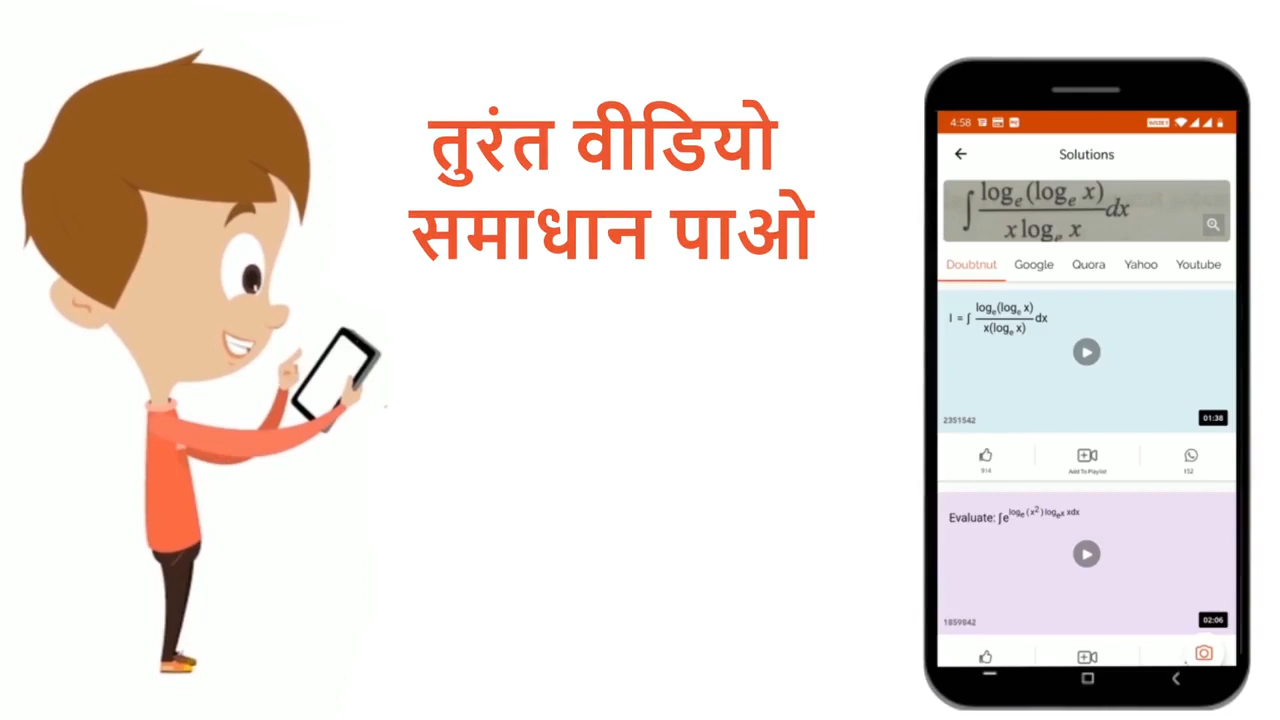 तुरंत वीडियो
समाधान पाओ
4:58
Solutions
∫ logₑ(logₑ x) dx
x logₑ x
Doubtnut Google Quora Yahoo Youtube
I = ∫ logₑ(logₑ x) dx
x(logₑ x)
2351542 01:38
914 Add To Playlist 152
Evaluate: ∫e^logₑ(x²)logₑx xdx
1859042 02:06